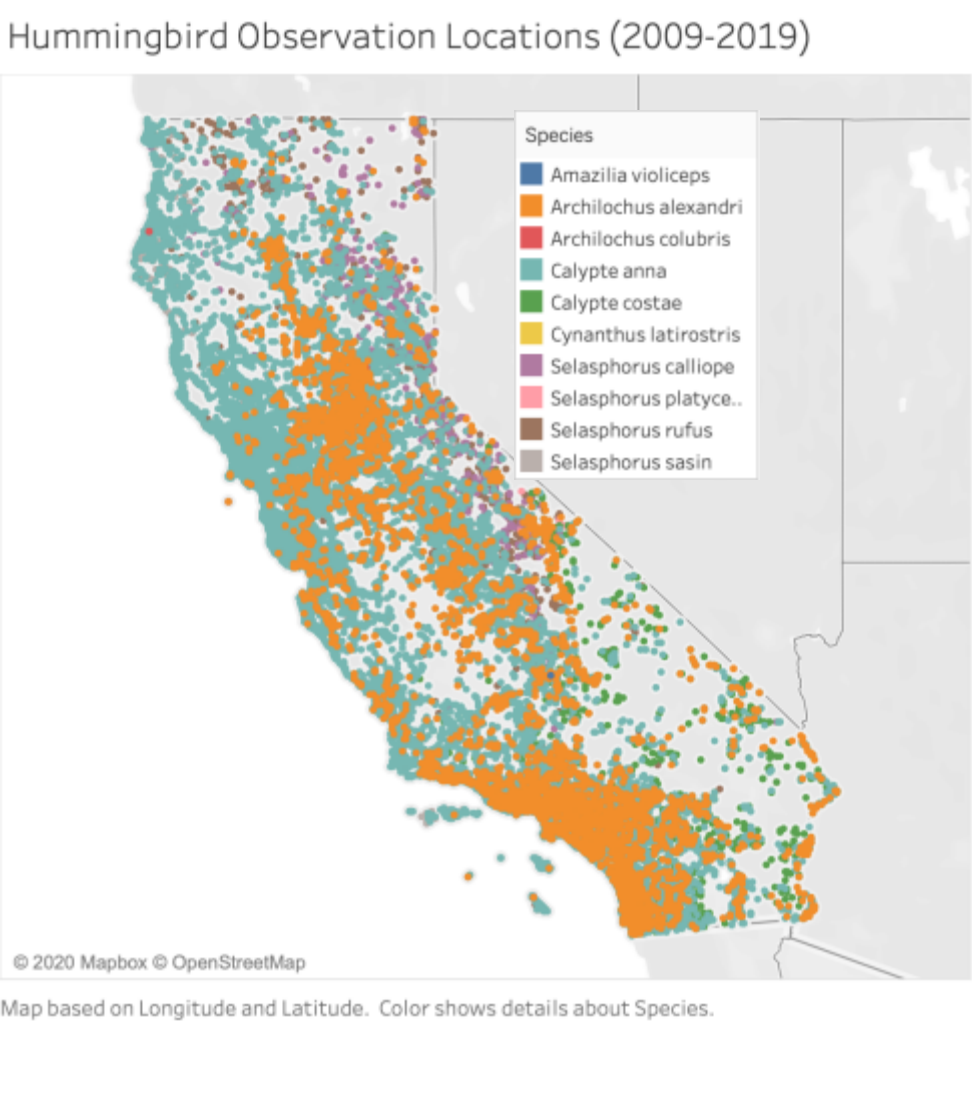 Hummingbird Observation Locations (2009-2019)
Species
Amazilia violiceps
Archilochus alexandri
Archilochus colubris
Calypte anna
Calypte costae
Cynanthus latirostris
Selasphorus calliope
Selasphorus platyce..
Selasphorus rufus
Selasphorus sasin
© 2020 Mapbox © OpenStreetMap
Map based on Longitude and Latitude. Color shows details about Species.